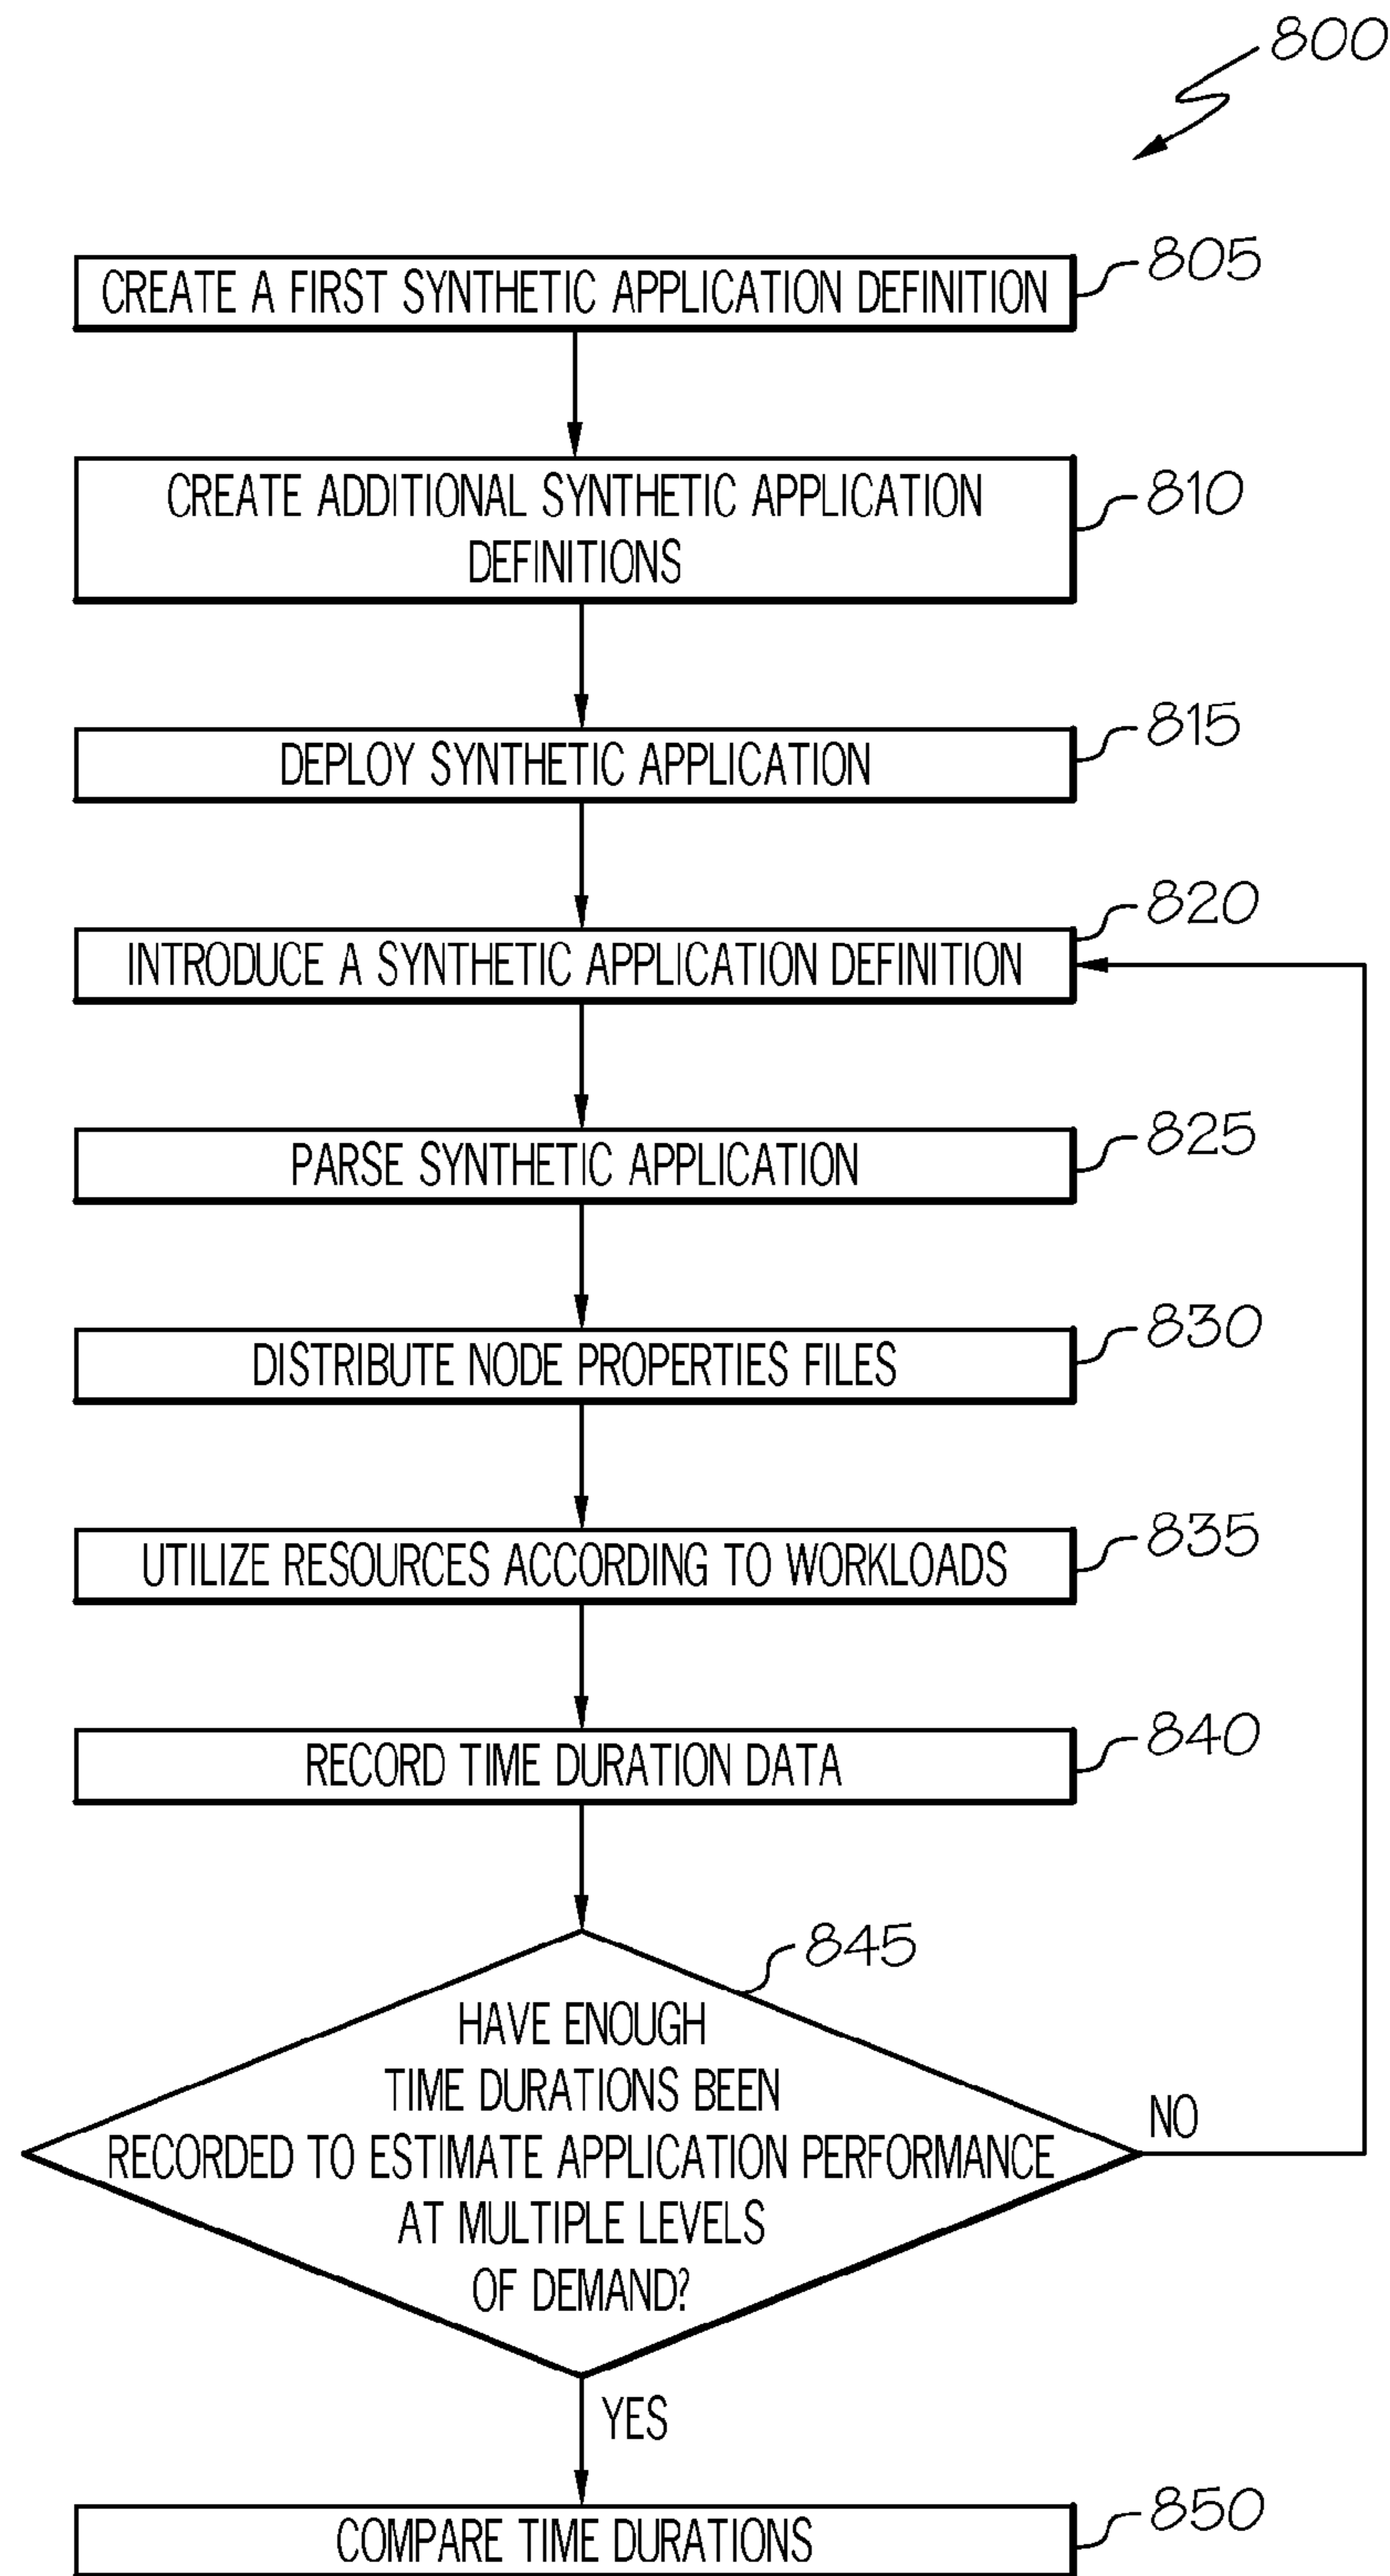 800
CREATE A FIRST SYNTHETIC APPLICATION DEFINITION
805
CREATE ADDITIONAL SYNTHETIC APPLICATION
DEFINITIONS
810
DEPLOY SYNTHETIC APPLICATION
815
INTRODUCE A SYNTHETIC APPLICATION DEFINITION
820
PARSE SYNTHETIC APPLICATION
825
DISTRIBUTE NODE PROPERTIES FILES
830
UTILIZE RESOURCES ACCORDING TO WORKLOADS
835
RECORD TIME DURATION DATA
840
845
HAVE ENOUGH
TIME DURATIONS BEEN
RECORDED TO ESTIMATE APPLICATION PERFORMANCE
AT MULTIPLE LEVELS
OF DEMAND?
NO
YES
COMPARE TIME DURATIONS
850